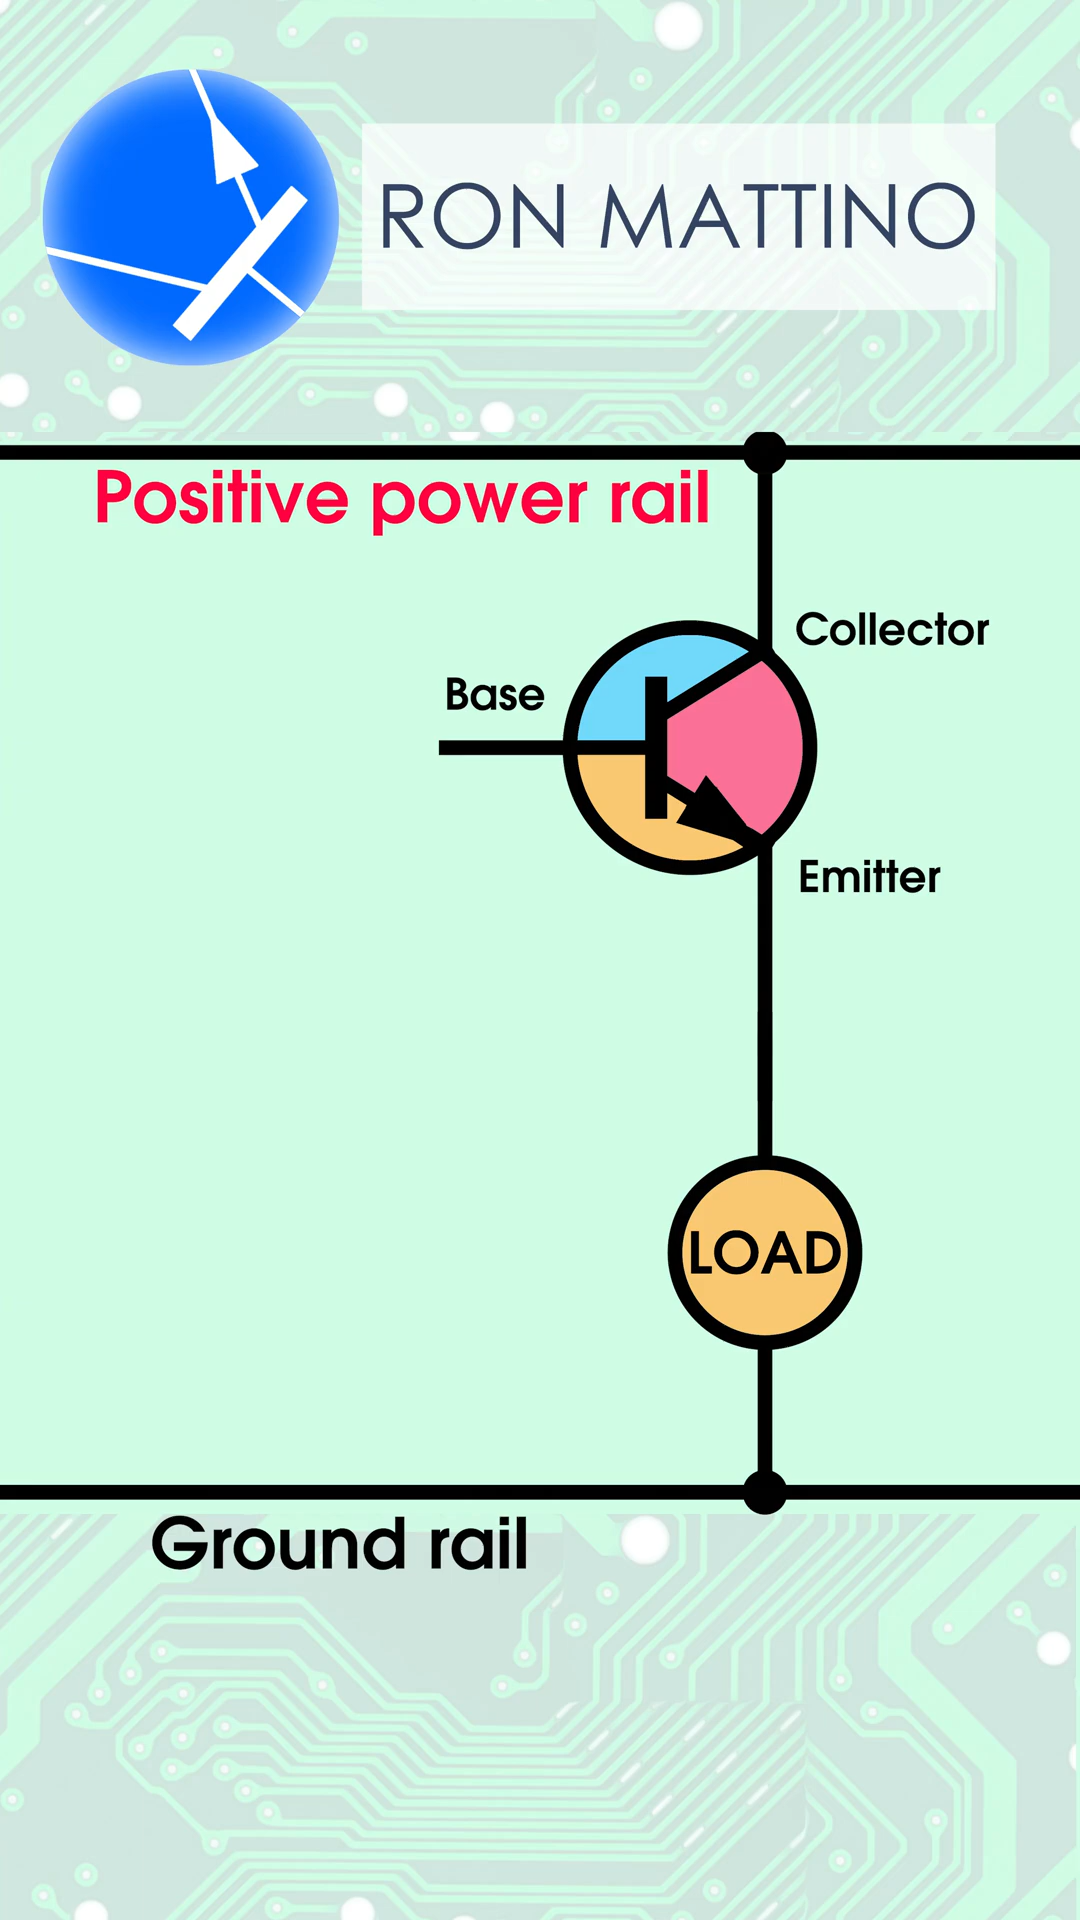 RON MATTINO
Positive power rail
Collector
Base
Emitter
LOAD
Ground rail